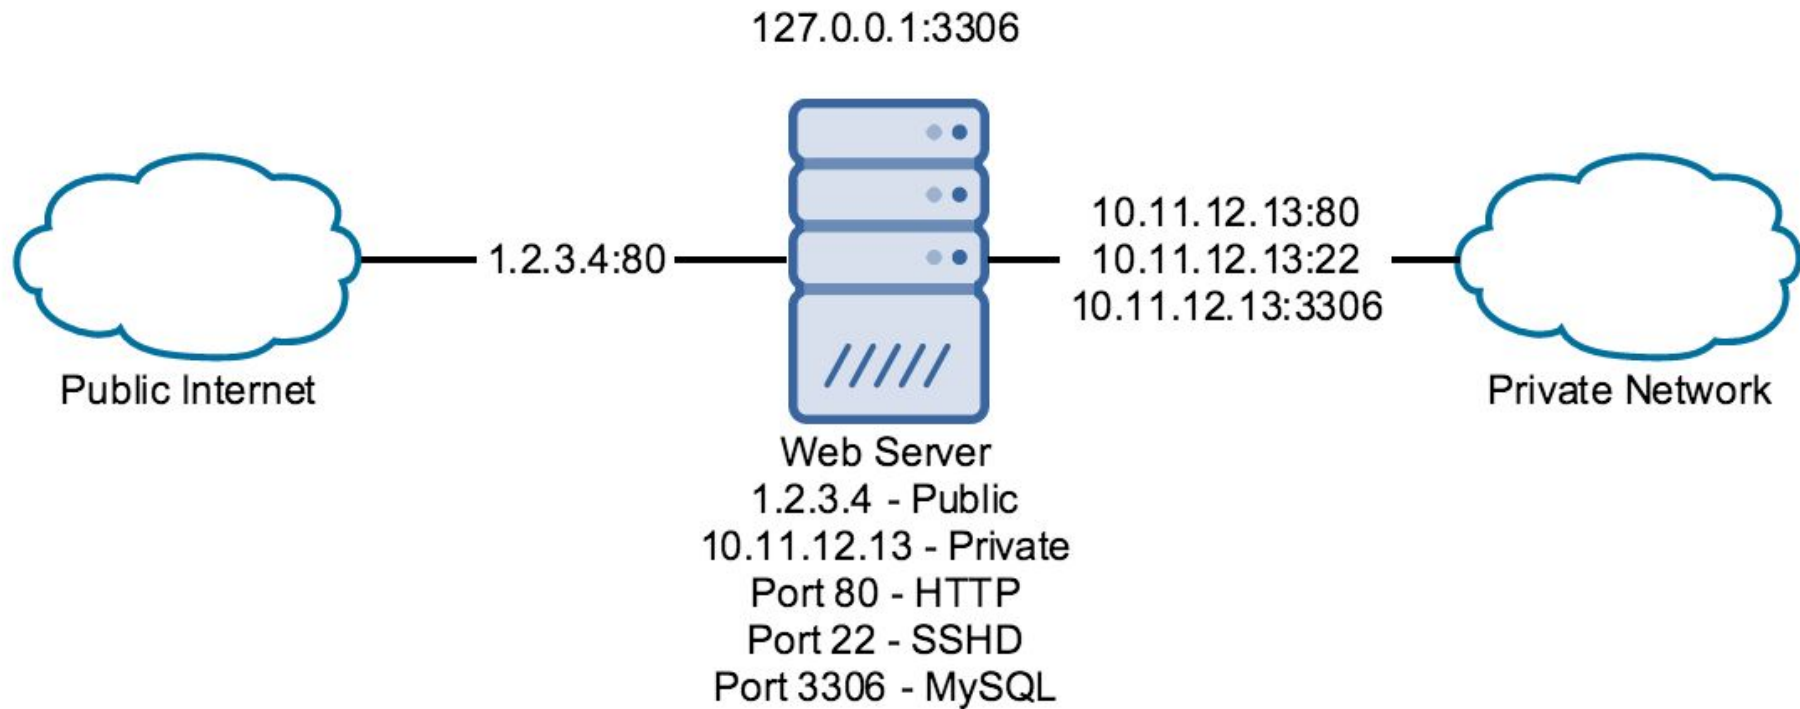 127.0.0.1:3306
1.2.3.4:80
10.11.12.13:80
10.11.12.13:22
10.11.12.13:3306
Public Internet
Private Network
Web Server
1.2.3.4 - Public
10.11.12.13 - Private
Port 80 - HTTP
Port 22 - SSHD
Port 3306 - MySQL